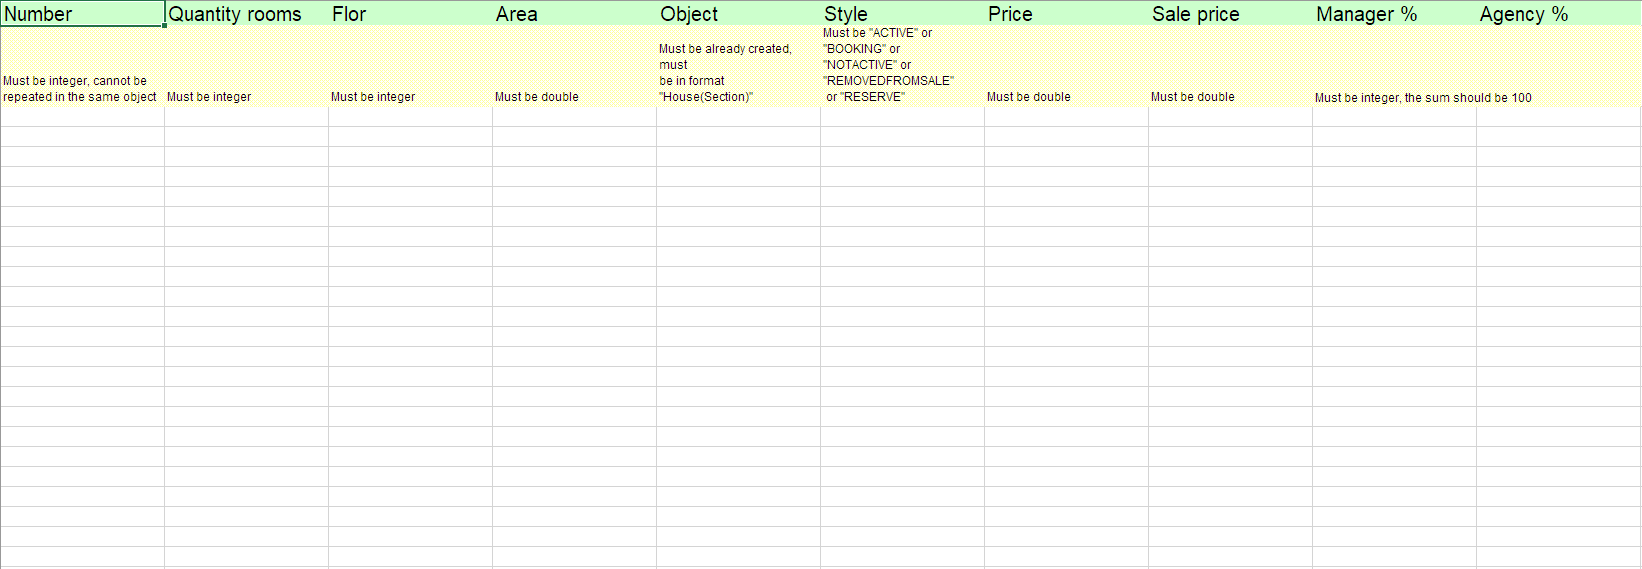 Number Quantity rooms Flor Area Object Style Price Sale price Manager % Agency %
Must be integer, cannot be
repeated in the same object
Must be integer
Must be integer
Must be double
Must be already created,
must
be in format
"House(Section)"
Must be "ACTIVE" or
"BOOKING" or
"NOTACTIVE" or
"REMOVEDFROMSALE"
or "RESERVE"
Must be double
Must be double
Must be integer, the sum should be 100